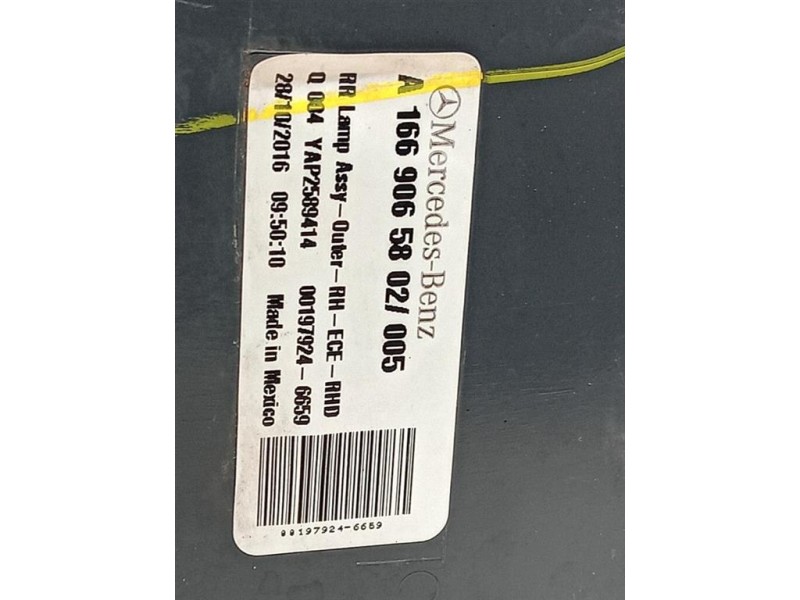 Mercedes-Benz
A 166 906 58 02/ 005
RR Lamp Assy-Outer-RH-ECE-RHD
Q 004 YAP2589414 00197924-6659
28/10/2016 09:50:10 Made in Mexico
00197924-6659